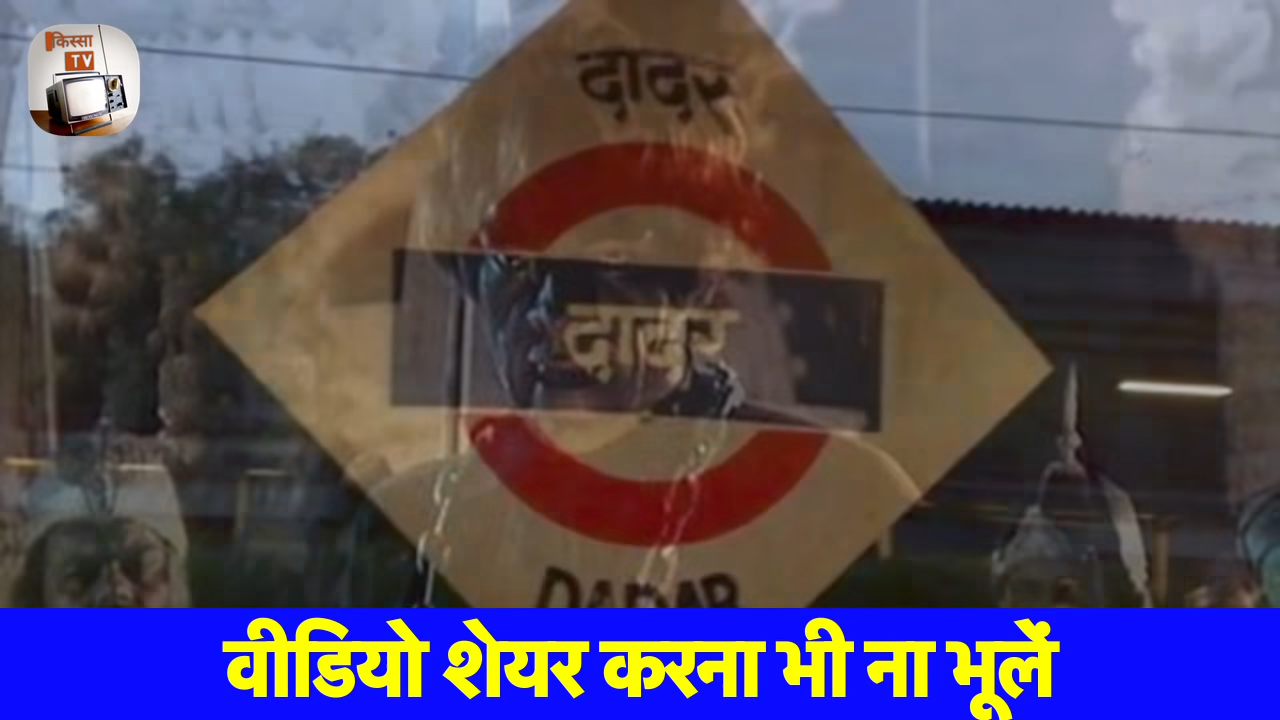 किस्सा
TV
दादर
दादर
DADAR
वीडियो शेयर करना भी ना भूलें